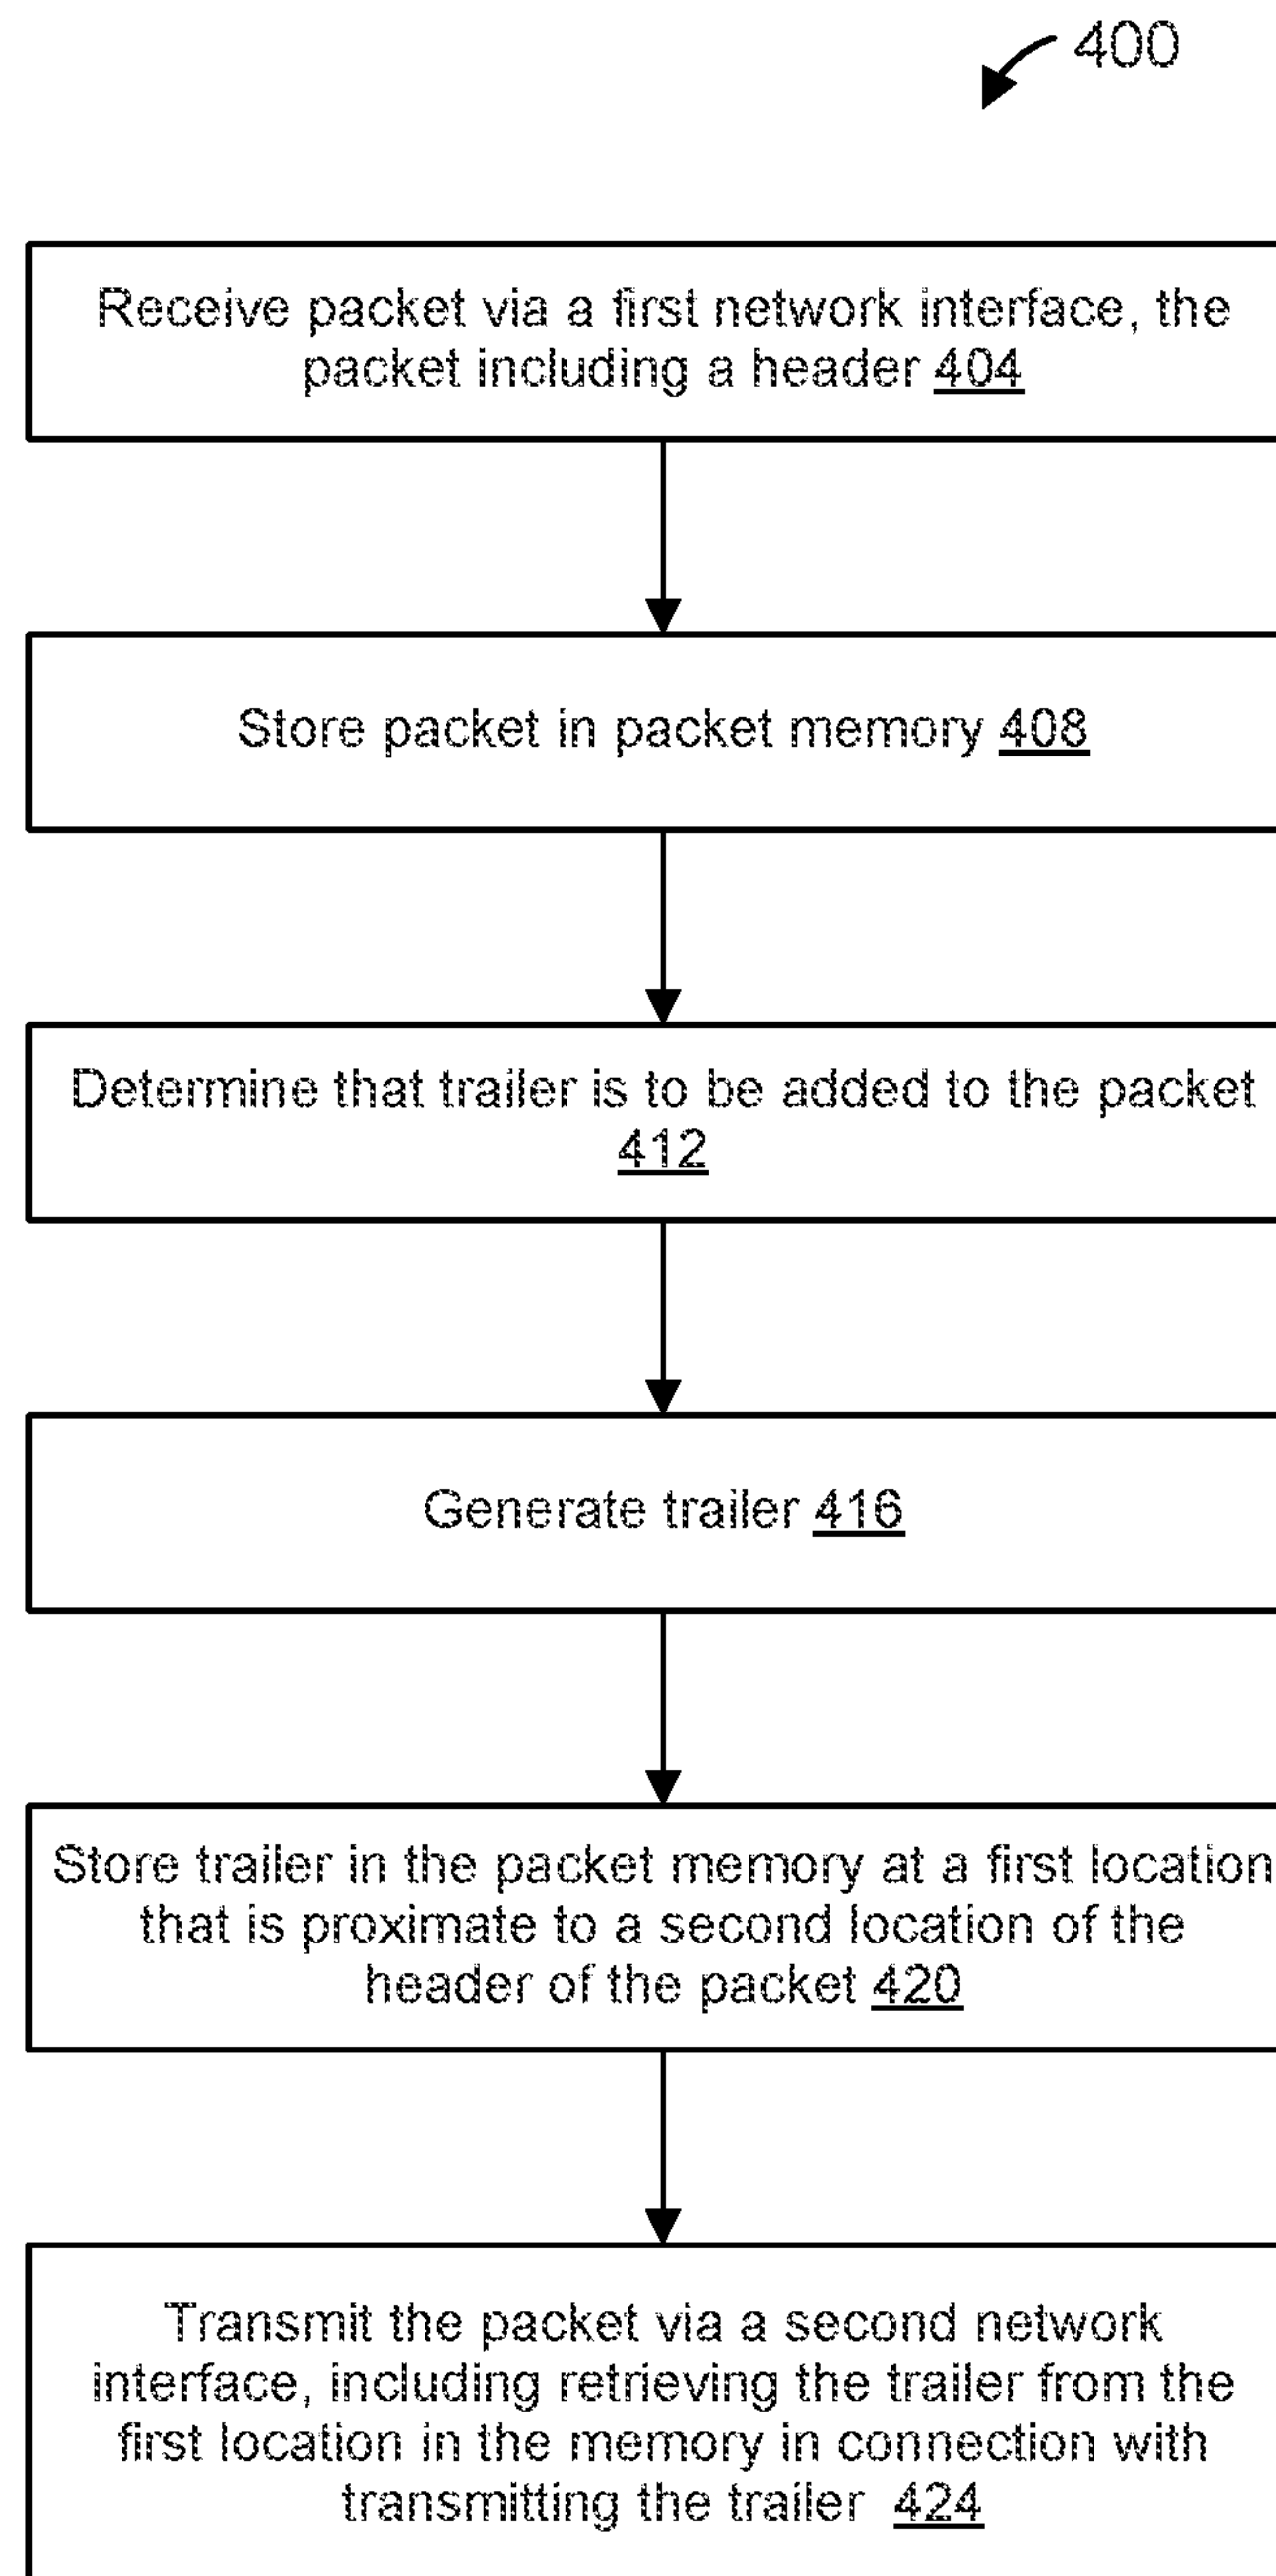 400
Receive packet via a first network interface, the
packet including a header 404
Store packet in packet memory 408
Determine that trailer is to be added to the packet
412
Generate trailer 416
Store trailer in the packet memory at a first location
that is proximate to a second location of the
header of the packet 420
Transmit the packet via a second network
interface, including retrieving the trailer from the
first location in the memory in connection with
transmitting the trailer 424